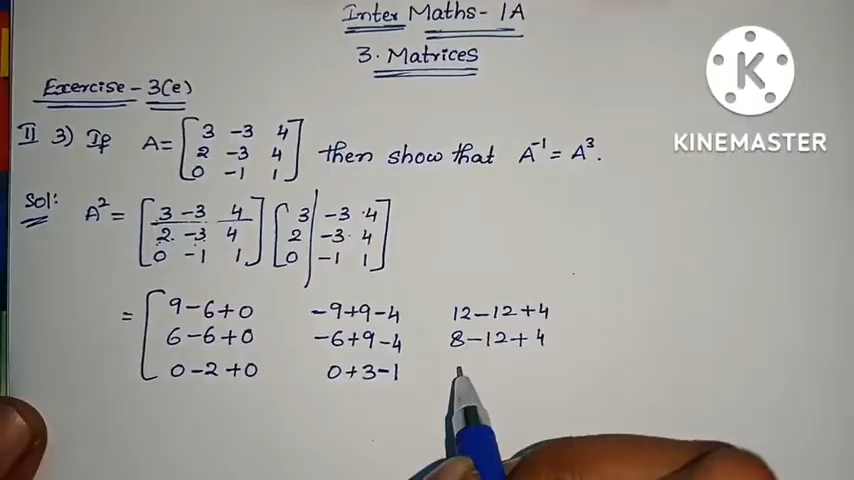 Inter Maths - 1A
3. Matrices
KINEMASTER
Exercise - 3(e)
II 3) If A = [ 3 -3 4
2 -3 4
0 -1 1 ] then show that A⁻¹ = A³.
Sol: A² = [ 3 -3 4 [ 3 -3 4
2 -3 4 2 -3 4
0 -1 1 ] 0 -1 1 ]
= [ 9-6+0 -9+9-4 12-12+4
6-6+0 -6+9-4 8-12+4
0-2+0 0+3-1